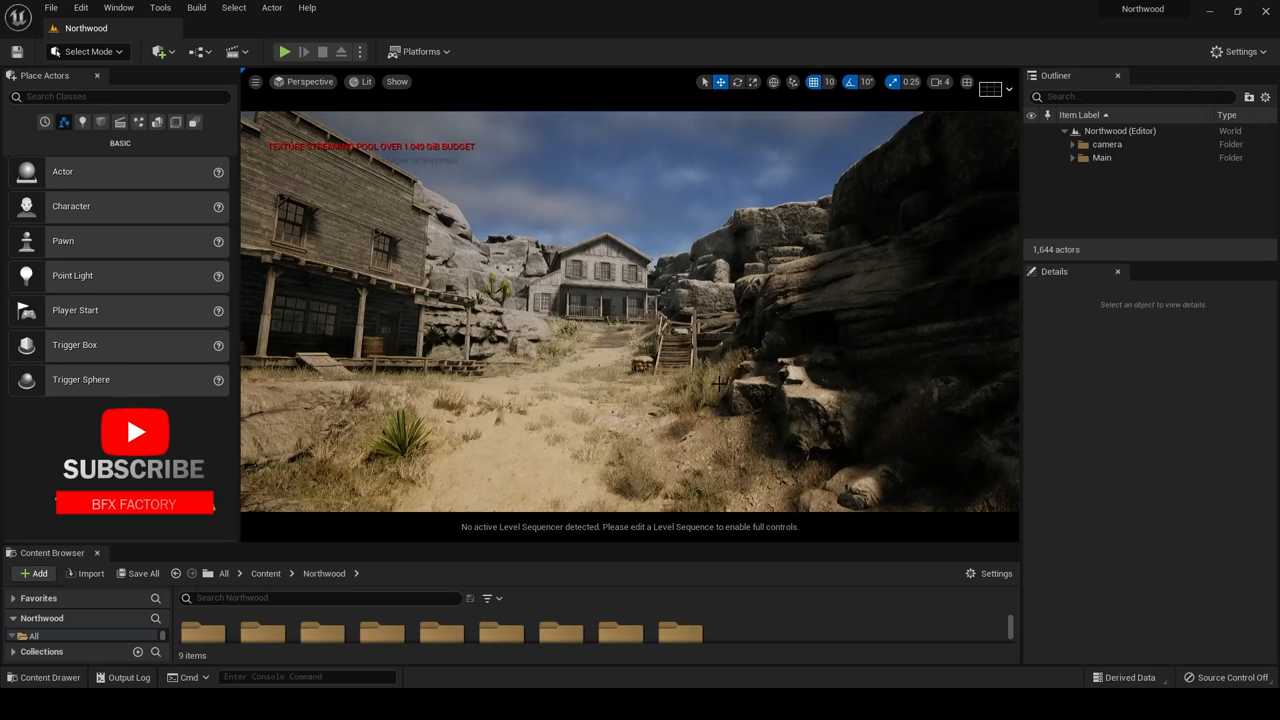 File Edit Window Tools Build Select Actor Help
Northwood
Northwood
Select Mode
Platforms
Settings
Place Actors
Search Classes
BASIC
Actor
Character
Pawn
Point Light
Player Start
Trigger Box
Trigger Sphere
SUBSCRIBE
BFX FACTORY
Perspective Lit Show
10 10° 0.25 4
TEXTURE STREAMING POOL OVER 1.049 GiB BUDGET
to suppress
No active Level Sequencer detected. Please edit a Level Sequence to enable full controls.
Outliner
Search...
Item Label Type
Northwood (Editor) World
camera Folder
Main Folder
1,644 actors
Details
Select an object to view details.
Content Browser
Add Import Save All All Content Northwood
Settings
Favorites
Search Northwood
Northwood
All
Collections
9 items
Content Drawer Output Log Cmd Enter Console Command
Derived Data Source Control Off